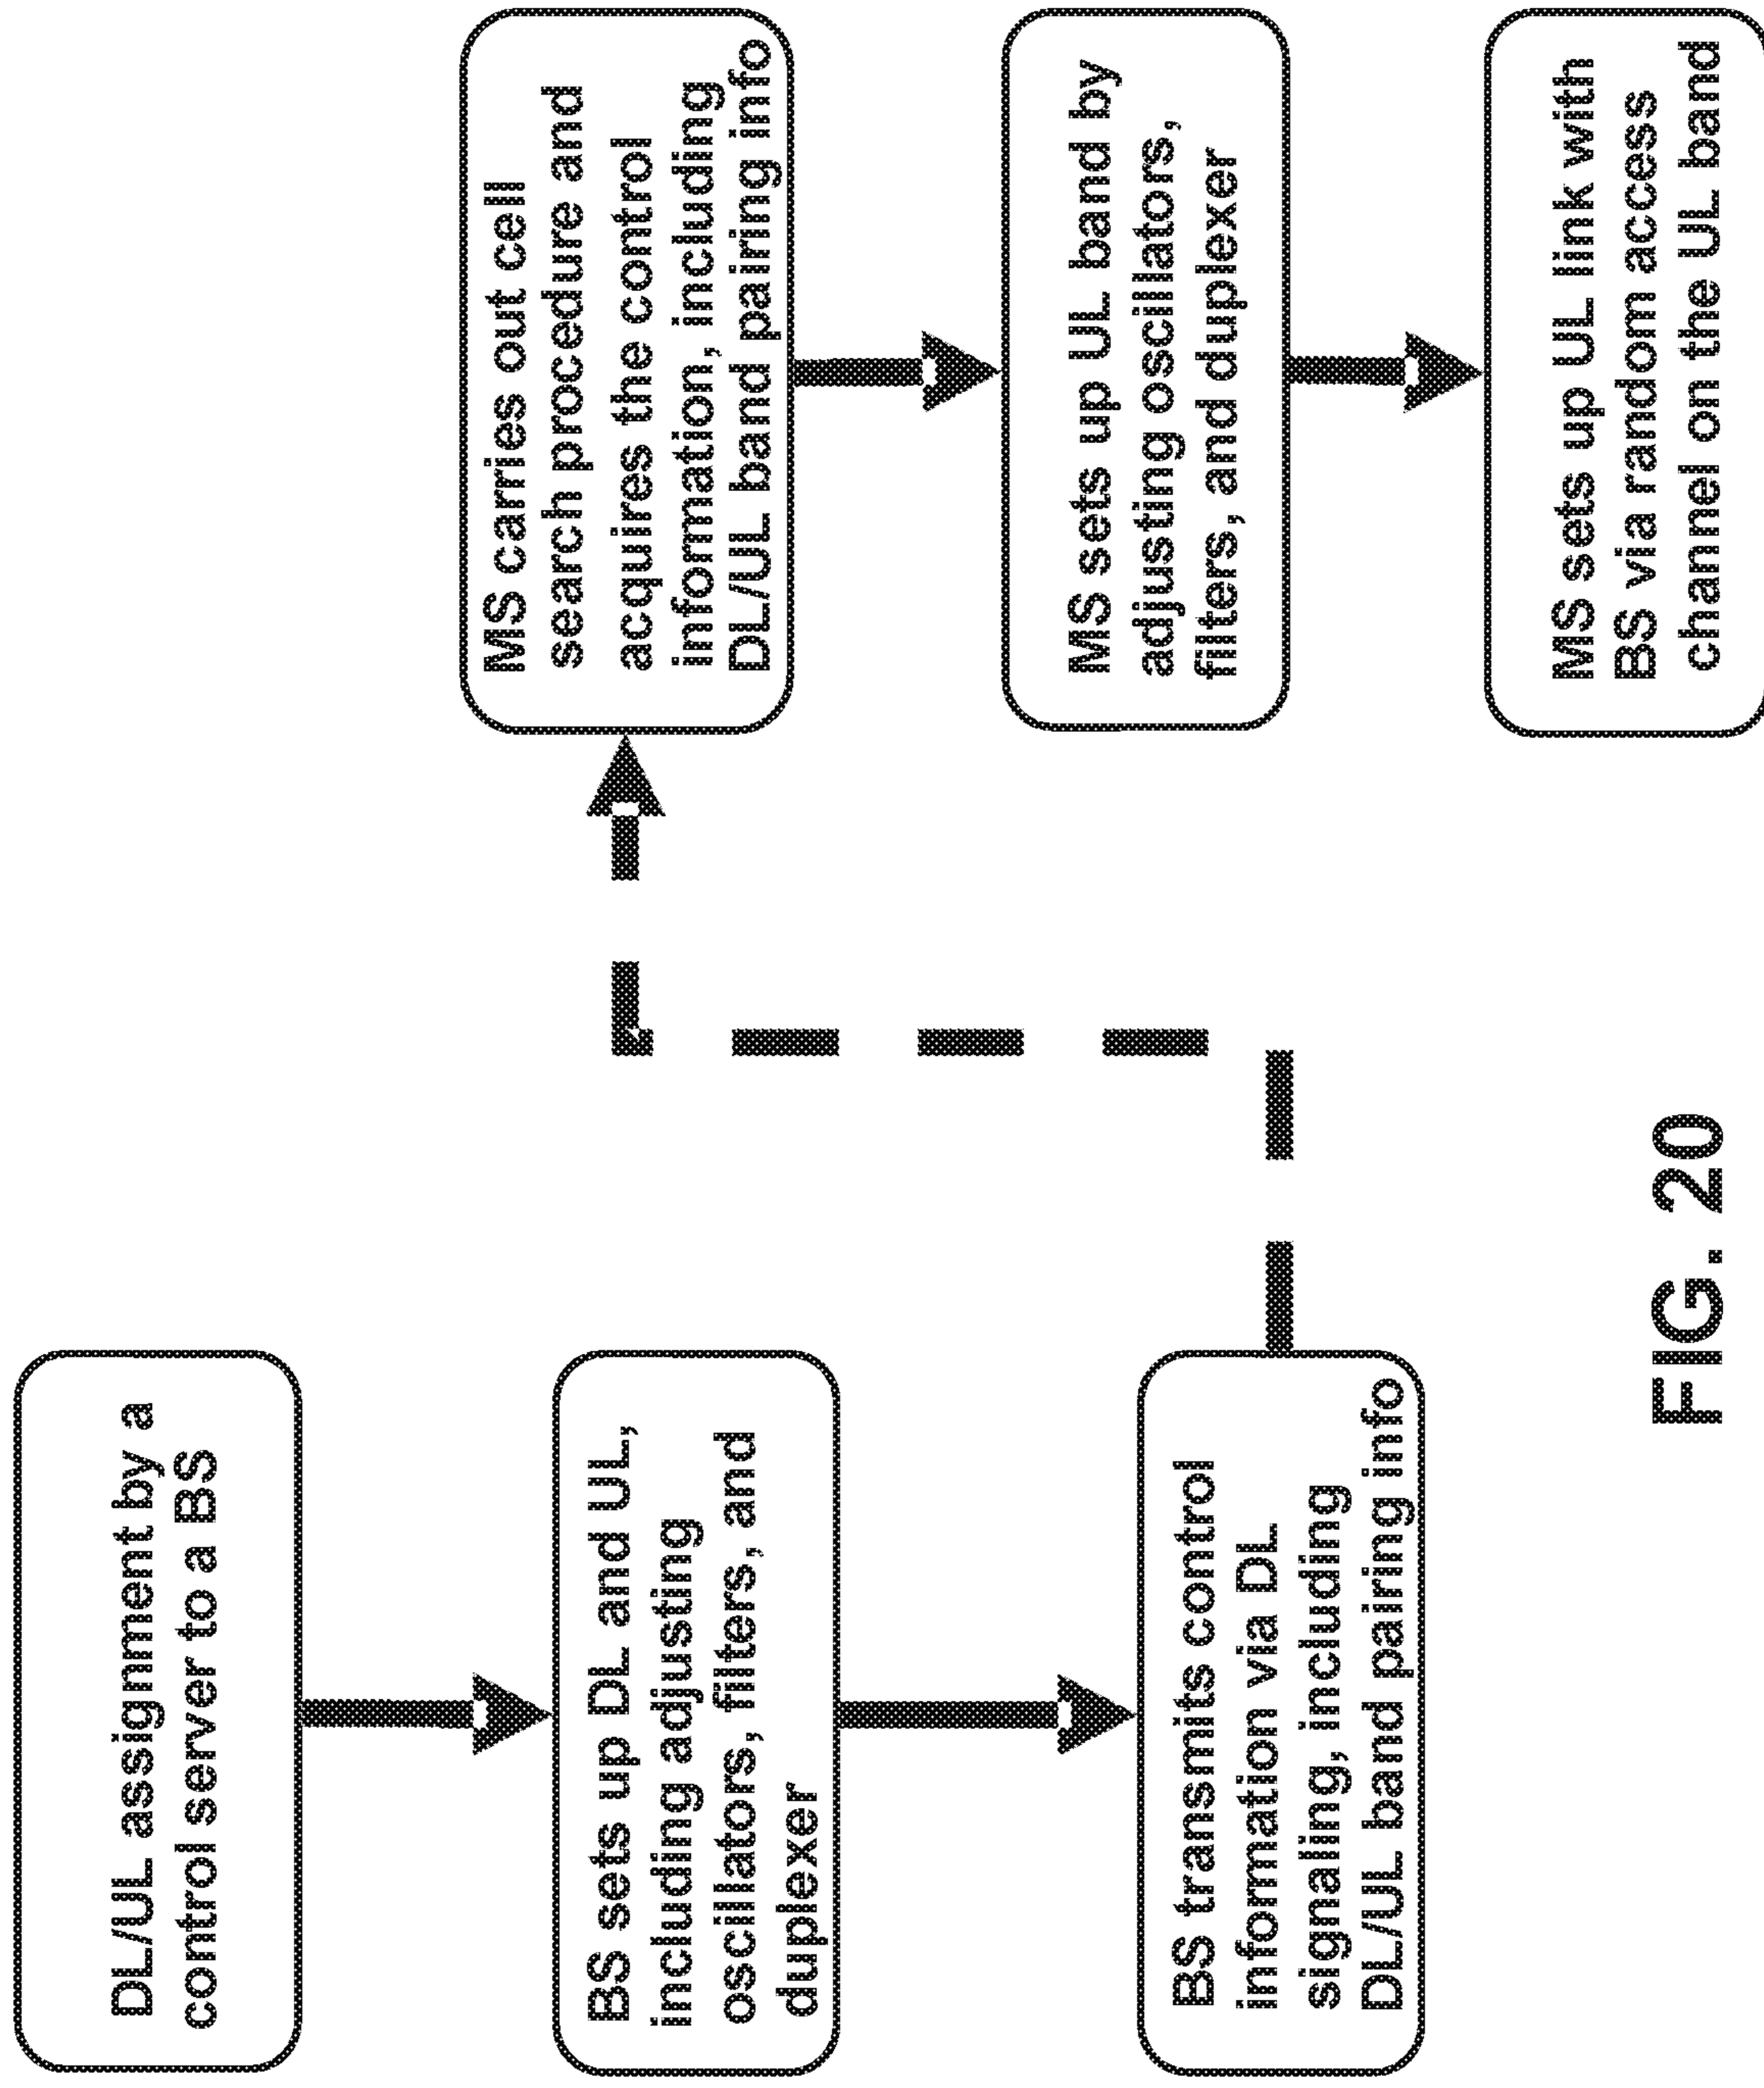 DL/UL assignment by a
control server to a BS
BS sets up DL and UL,
including adjusting
oscillators, filters, and
duplexer
BS transmits control
information via DL
signaling, including
DL/UL band pairing info
MS carries out cell
search procedure and
acquires the control
information, including
DL/UL band pairing info
MS sets up UL band by
adjusting oscillators,
filters, and duplexer
MS sets up UL link with
BS via random access
channel on the UL band
FIG. 20